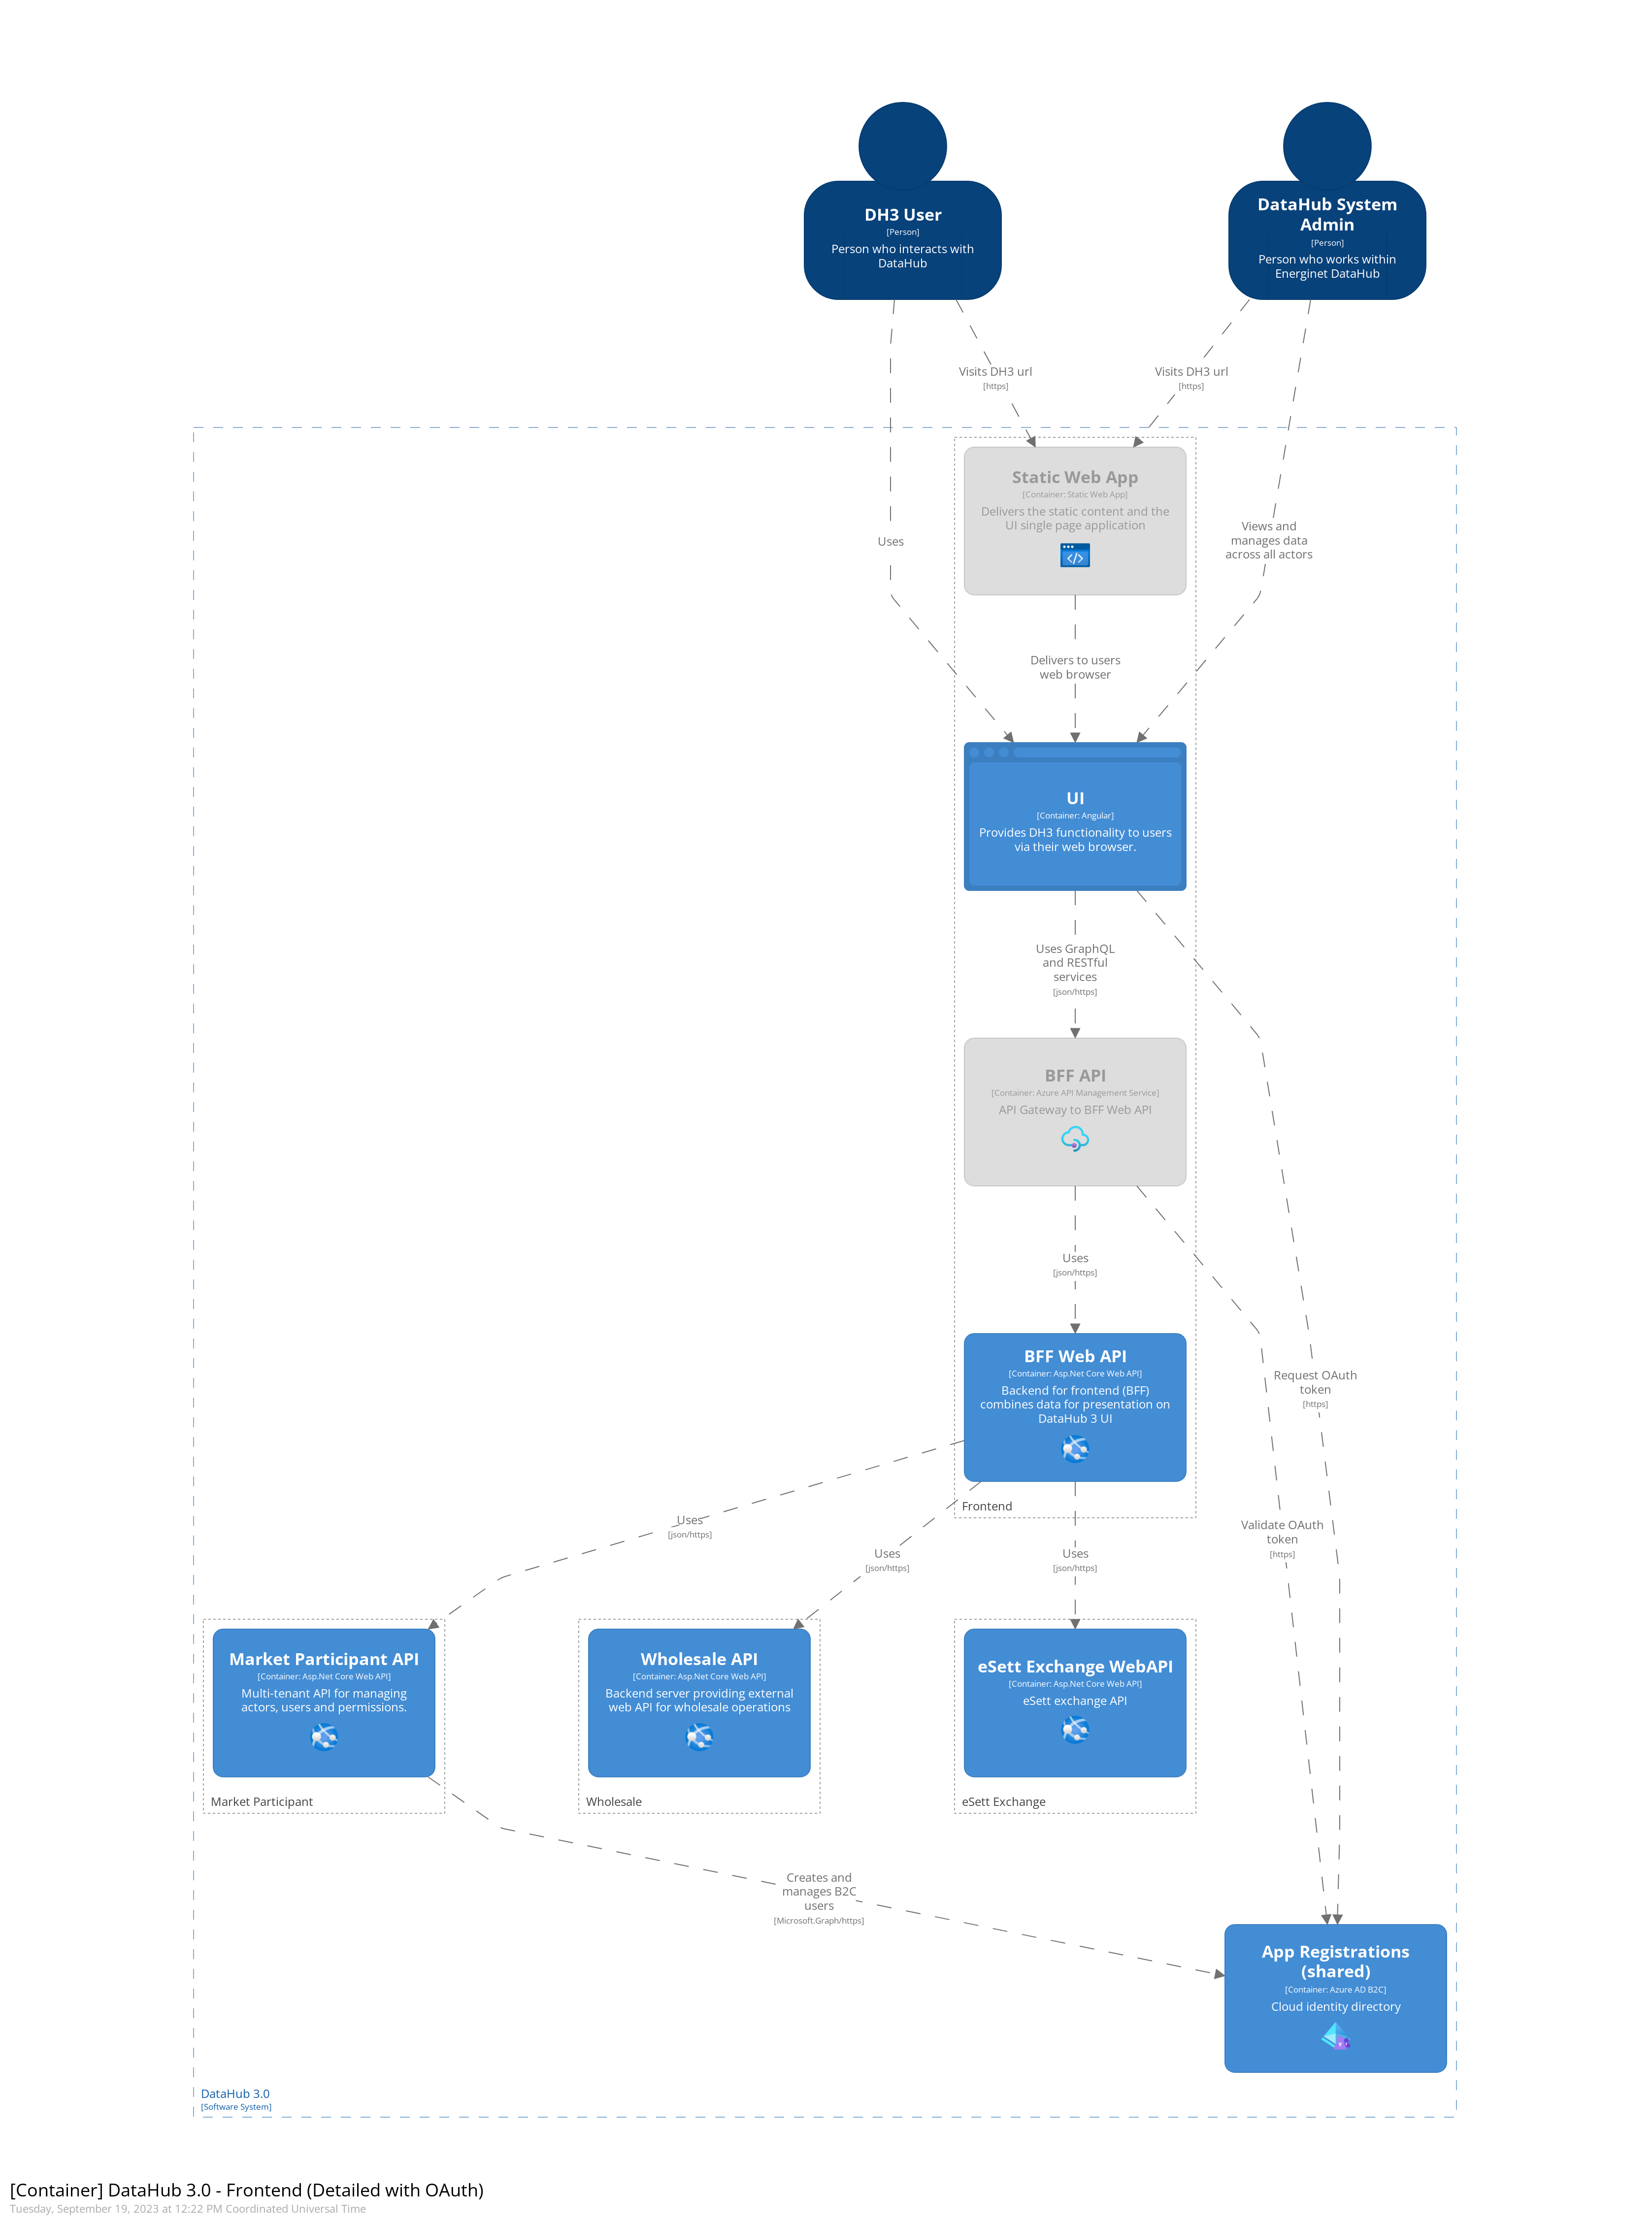 DH3 User
[Person]
Person who interacts with
DataHub
DataHub System
Admin
[Person]
Person who works within
Energinet DataHub
Visits DH3 url
[https]
Visits DH3 url
[https]
Static Web App
[Container: Static Web App]
Delivers the static content and the
UI single page application
Uses
Views and
manages data
across all actors
Delivers to users
web browser
UI
[Container: Angular]
Provides DH3 functionality to users
via their web browser.
Uses GraphQL
and RESTful
services
[json/https]
BFF API
[Container: Azure API Management Service]
API Gateway to BFF Web API
Uses
[json/https]
BFF Web API
[Container: Asp.Net Core Web API]
Backend for frontend (BFF)
combines data for presentation on
DataHub 3 UI
Request OAuth
token
[https]
Frontend
Uses
[json/https]
Uses
[json/https]
Uses
[json/https]
Validate OAuth
token
[https]
Market Participant API
[Container: Asp.Net Core Web API]
Multi-tenant API for managing
actors, users and permissions.
Market Participant
Wholesale API
[Container: Asp.Net Core Web API]
Backend server providing external
web API for wholesale operations
Wholesale
eSett Exchange WebAPI
[Container: Asp.Net Core Web API]
eSett exchange API
eSett Exchange
Creates and
manages B2C
users
[Microsoft.Graph/https]
App Registrations
(shared)
[Container: Azure AD B2C]
Cloud identity directory
DataHub 3.0
[Software System]
[Container] DataHub 3.0 - Frontend (Detailed with OAuth)
Tuesday, September 19, 2023 at 12:22 PM Coordinated Universal Time